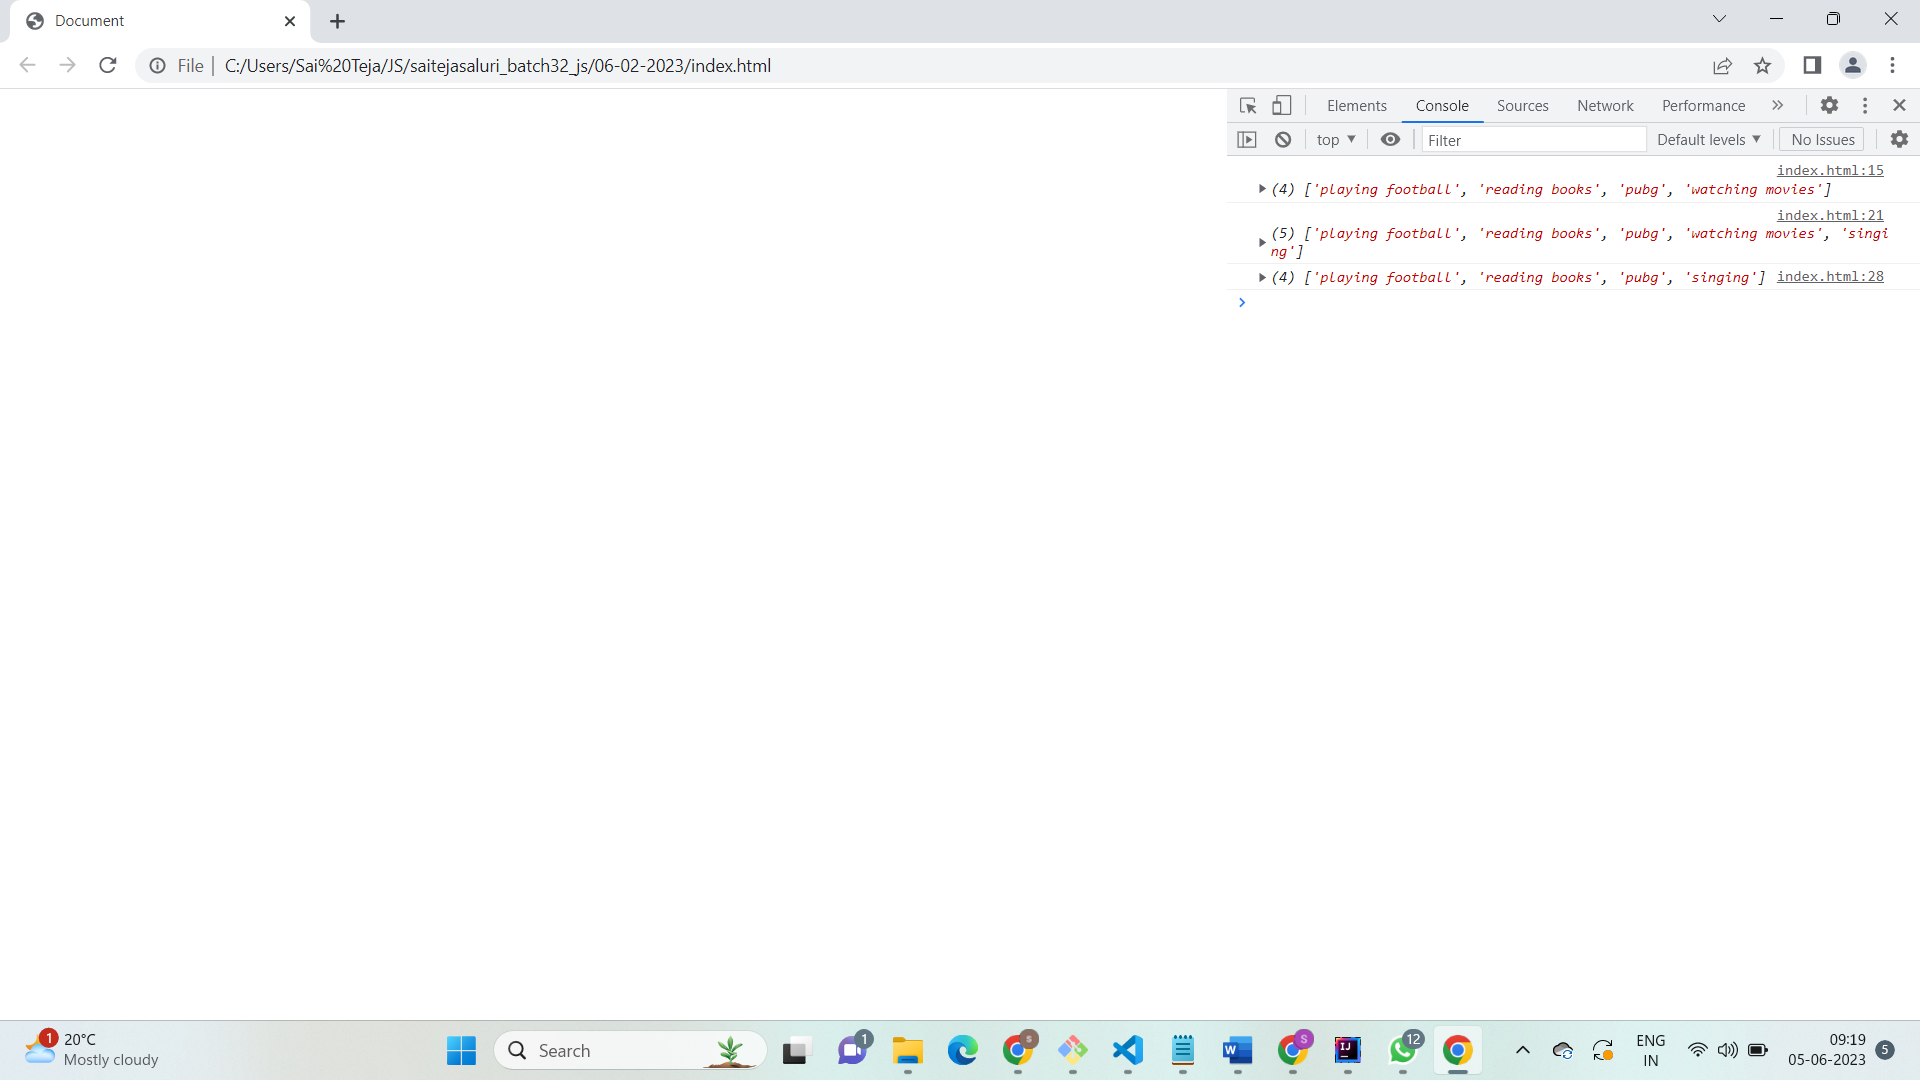 Document
File
C:/Users/Sai%20Teja/JS/saitejasaluri_batch32_js/06-02-2023/index.html
Elements Console Sources Network Performance
top Filter Default levels No Issues
index.html:15
(4) ['playing football', 'reading books', 'pubg', 'watching movies']
index.html:21
(5) ['playing football', 'reading books', 'pubg', 'watching movies', 'singi
ng']
(4) ['playing football', 'reading books', 'pubg', 'singing'] index.html:28
1
20°C
Mostly cloudy
Search
1
s
W
S
IJ
12
ENG
IN
09:19
05-06-2023
5